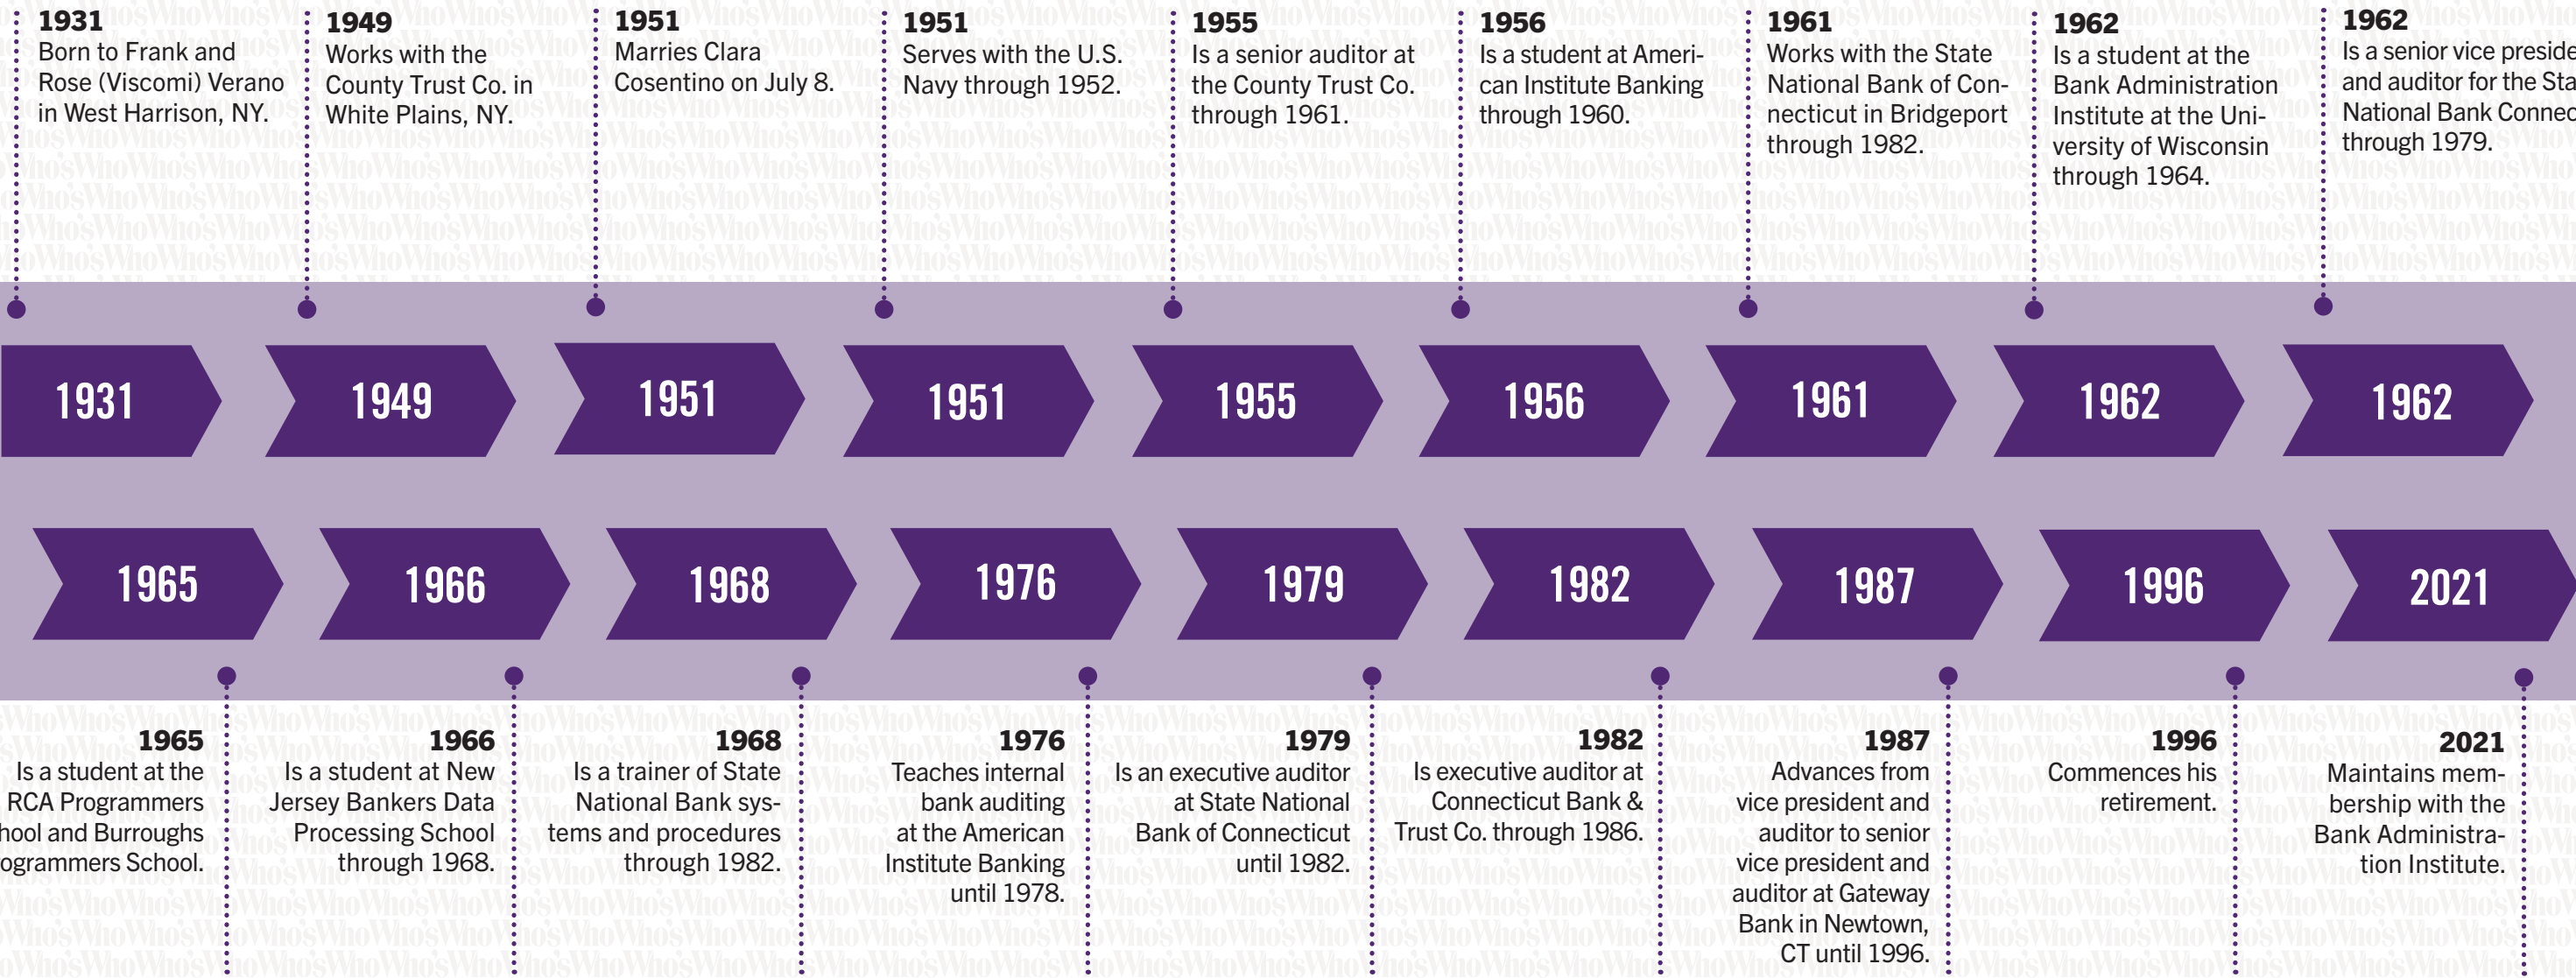 1931
Born to Frank and
Rose (Viscomi) Verano
in West Harrison, NY.
1949
Works with the
County Trust Co. in
White Plains, NY.
1951
Marries Clara
Cosentino on July 8.
1951
Serves with the U.S.
Navy through 1952.
1955
Is a senior auditor at
the County Trust Co.
through 1961.
1956
Is a student at Ameri-
can Institute Banking
through 1960.
1961
Works with the State
National Bank of Con-
necticut in Bridgeport
through 1982.
1962
Is a student at the
Bank Administration
Institute at the Uni-
versity of Wisconsin
through 1964.
1962
Is a senior vice preside
and auditor for the Sta
National Bank Connec
through 1979.
1931
1949
1951
1951
1955
1956
1961
1962
1962
1965
1966
1968
1976
1979
1982
1987
1996
2021
1965
Is a student at the
RCA Programmers
hool and Burroughs
ogrammers School.
1966
Is a student at New
Jersey Bankers Data
Processing School
through 1968.
1968
Is a trainer of State
National Bank sys-
tems and procedures
through 1982.
1976
Teaches internal
bank auditing
at the American
Institute Banking
until 1978.
1979
Is an executive auditor
at State National
Bank of Connecticut
until 1982.
1982
Is executive auditor at
Connecticut Bank &
Trust Co. through 1986.
1987
Advances from
vice president and
auditor to senior
vice president and
auditor at Gateway
Bank in Newtown,
CT until 1996.
1996
Commences his
retirement.
2021
Maintains mem-
bership with the
Bank Administra-
tion Institute.